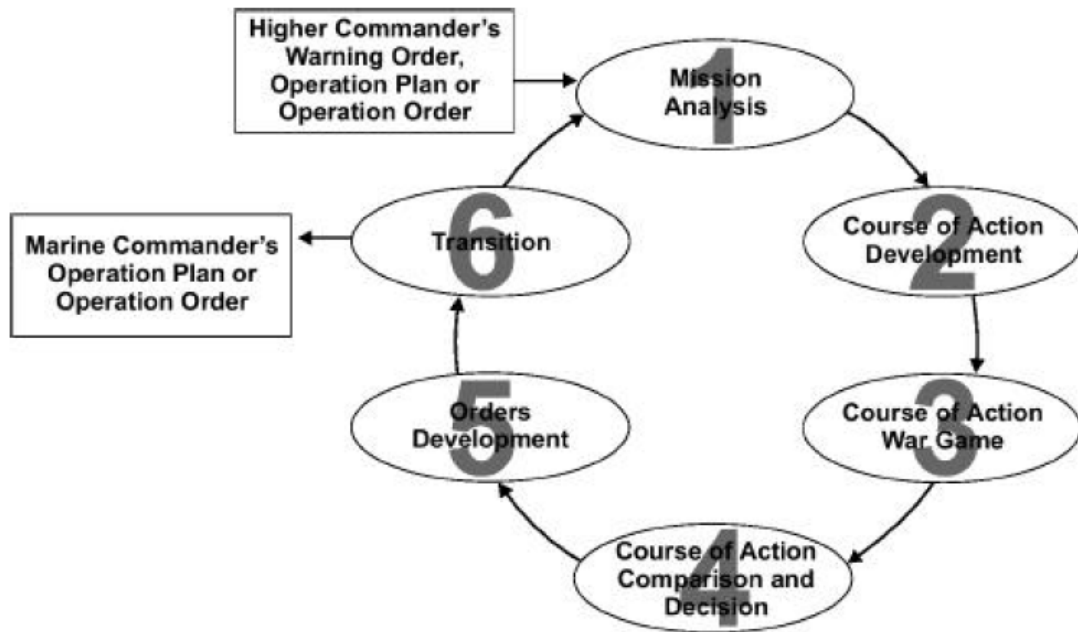 Higher Commander's
Warning Order,
Operation Plan or
Operation Order
1
Mission
Analysis
2
Course of Action
Development
3
Course of Action
War Game
4
Course of Action
Comparison and
Decision
5
Orders
Development
6
Transition
Marine Commander's
Operation Plan or
Operation Order